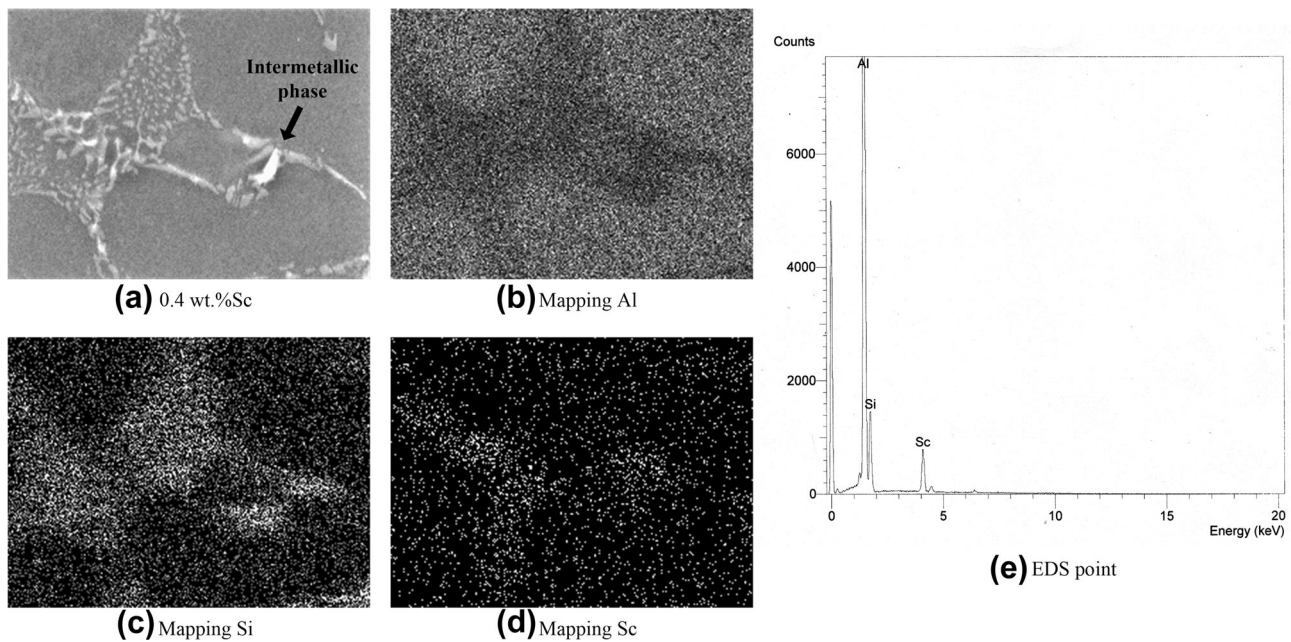 Intermetallic
phase
(a) 0.4 wt.%Sc
(b) Mapping Al
(c) Mapping Si
(d) Mapping Sc
Counts
Al
6000
4000
Si
2000
Sc
0
0 5 10 15 20
Energy (keV)
(e) EDS point